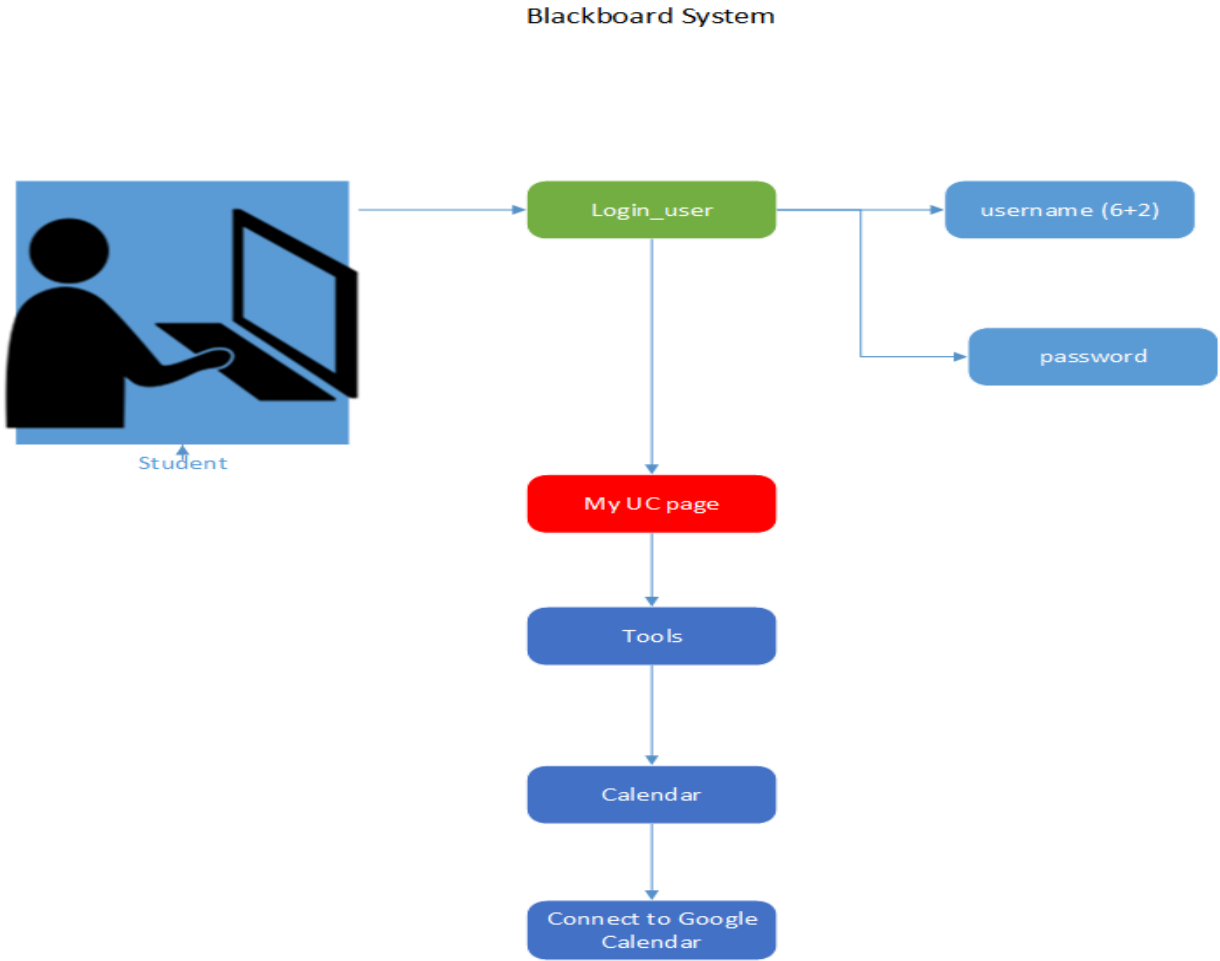 Blackboard System
Login_user
username (6+2)
password
Student
My UC page
Tools
Calendar
Connect to Google
Calendar